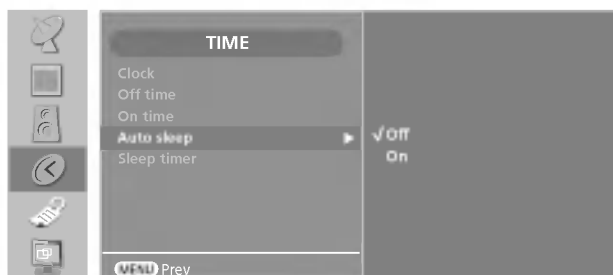 TIME
Clock
Off time
On time
Auto sleep
√ Off
On
Sleep timer
MENU Prev